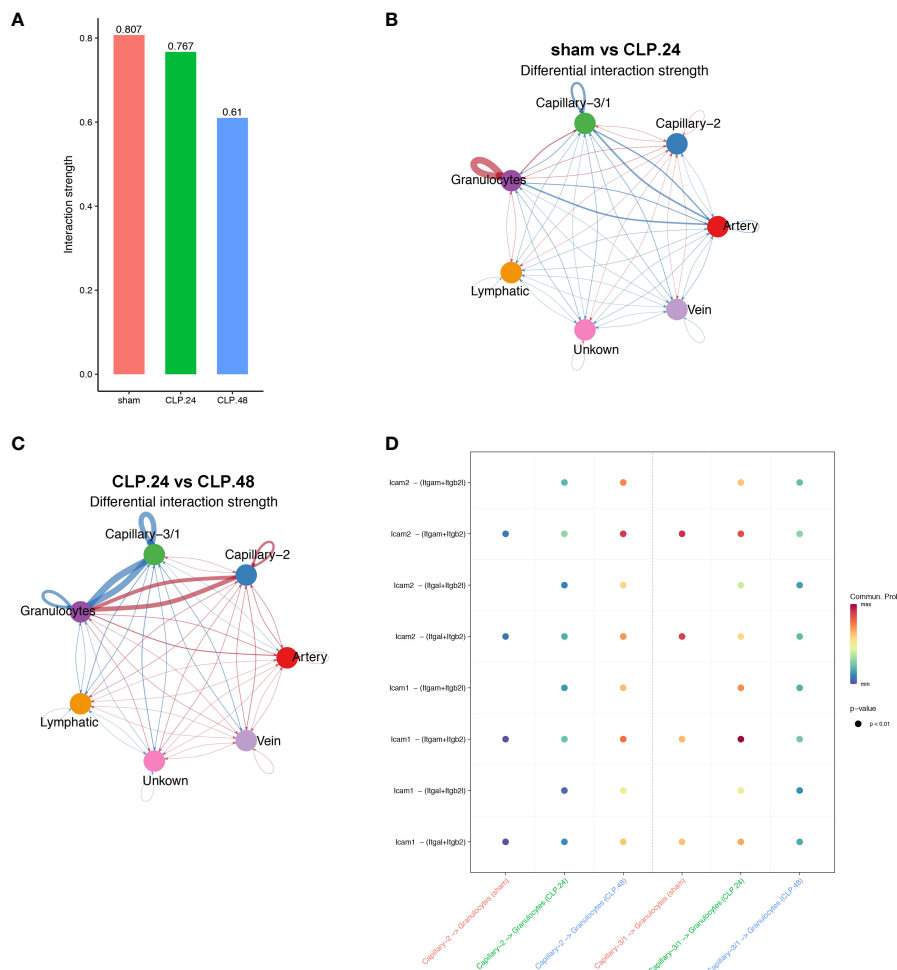 A
0.807
0.767
0.61
0.8
0.6
0.4
0.2
0.0
Interaction strength
sham
CLP.24
CLP.48
B
sham vs CLP.24
Differential interaction strength
Capillary−3/1
Capillary−2
Granulocytes
Artery
Lymphatic
Vein
Unkown
C
CLP.24 vs CLP.48
Differential interaction strength
Capillary−3/1
Capillary−2
Granulocytes
Artery
Lymphatic
Vein
Unkown
D
Icam2 − (Itgam+Itgb2l)
Icam2 − (Itgam+Itgb2)
Icam2 − (Itgal+Itgb2l)
Icam2 − (Itgal+Itgb2)
Icam1 − (Itgam+Itgb2l)
Icam1 − (Itgam+Itgb2)
Icam1 − (Itgal+Itgb2l)
Icam1 − (Itgal+Itgb2)
Capillary−2 −> Granulocytes (sham)
Capillary−2 −> Granulocytes (CLP.24)
Capillary−2 −> Granulocytes (CLP.48)
Capillary−3/1 −> Granulocytes (sham)
Capillary−3/1 −> Granulocytes (CLP.24)
Capillary−3/1 −> Granulocytes (CLP.48)
Commun. Prol
max
min
p−value
p < 0.01